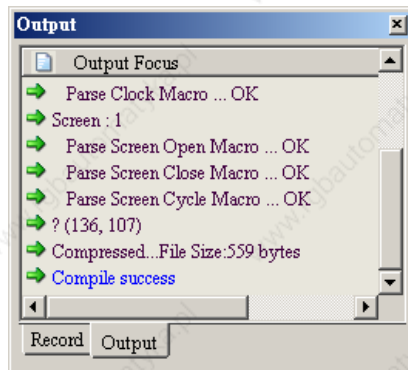 Output
Output Focus
Parse Clock Macro ... OK
Screen : 1
Parse Screen Open Macro ... OK
Parse Screen Close Macro ... OK
Parse Screen Cycle Macro ... OK
? (136, 107)
Compressed...File Size:559 bytes
Compile success
Record Output